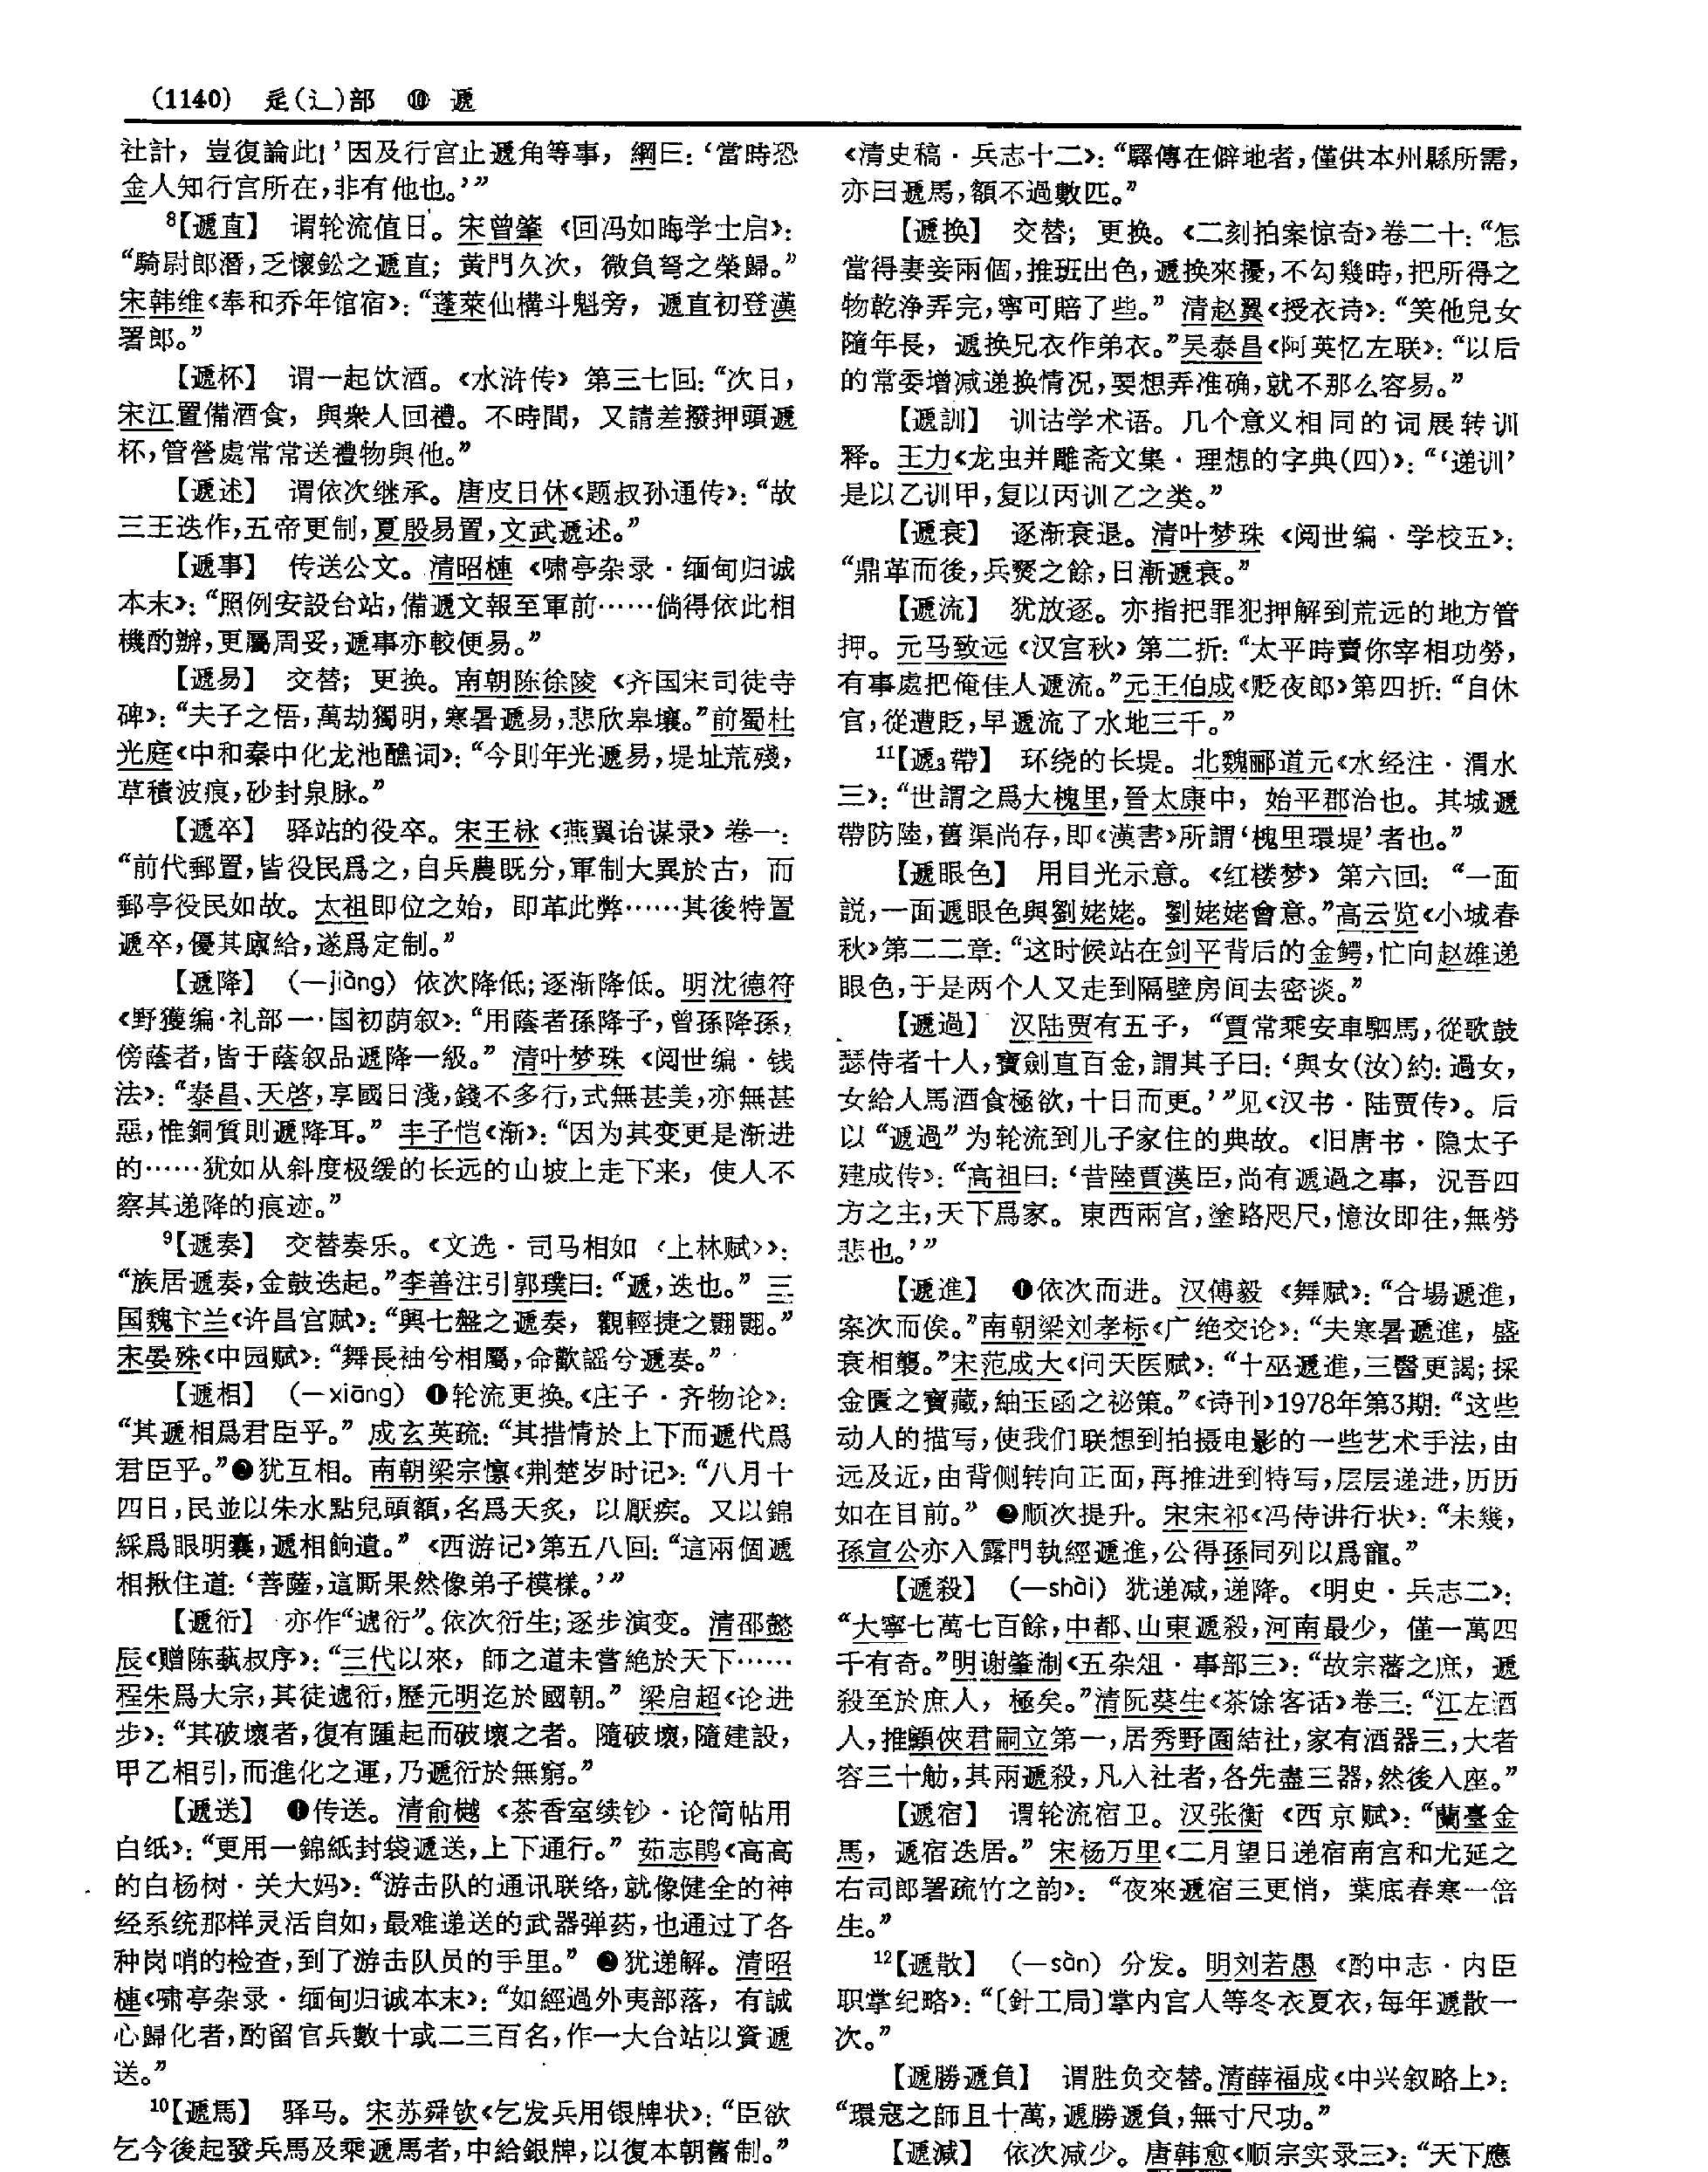 (1140) 辵(辶)部 ⑩ 遞
社計，豈復論此！’因及行宫止遞角等事，綱曰：‘當時恐
金人知行宫所在，非有他也。’”
8【遞直】 谓轮流值日。宋曾肇《回冯如晦学士启》：
“騎尉郎潛，乏懷鈆之遞直；黄門久次，微負弩之榮歸。”
宋韩维《奉和乔年馆宿》：“蓬萊仙構斗魁旁，遞直初登漢
署郎。”
【遞杯】 谓一起饮酒。《水浒传》第三七回：“次日，
宋江置備酒食，與衆人回禮。不時間，又請差撥押頭遞
杯，管營處常常送禮物與他。”
【遞述】 谓依次继承。唐皮日休《题叔孙通传》：“故
三王迭作，五帝更制，夏殷易置，文武遞述。”
【遞事】 传送公文。清昭槤《啸亭杂录·缅甸归诚
本末》：“照例安設台站，備遞文報至軍前……倘得依此相
機酌辦，更屬周妥，遞事亦較便易。”
【遞易】 交替；更换。南朝陈徐陵《齐国宋司徒寺
碑》：“夫子之悟，萬劫獨明，寒暑遞易，悲欣皋壤。”前蜀杜
光庭《中和秦中化龙池醮词》：“今則年光遞易，堤址荒殘，
草積波痕，砂封泉脉。”
【遞卒】 驿站的役卒。宋王栐《燕翼诒谋录》卷一：
“前代郵置，皆役民爲之，自兵農既分，軍制大異於古，而
郵亭役民如故。太祖即位之始，即革此弊……其後特置
遞卒，優其廪給，遂爲定制。”
【遞降】 （—jiàng）依次降低；逐渐降低。明沈德符
《野獲编·礼部一·国初荫叙》：“用蔭者孫降子，曾孫降孫，
傍蔭者，皆于蔭叙品遞降一級。”清叶梦珠《阅世编·钱
法》：“泰昌、天啓，享國日淺，錢不多行，式無甚美，亦無甚
惡，惟銅質則遞降耳。”丰子恺《渐》：“因为其变更是渐进
的……犹如从斜度极缓的长远的山坡上走下来，使人不
察其递降的痕迹。”
9【遞奏】 交替奏乐。《文选·司马相如〈上林赋〉》：
“族居遞奏，金鼓迭起。”李善注引郭璞曰：“遞，迭也。”三
国魏卞兰《许昌宫赋》：“興七盤之遞奏，觀輕捷之翾翾。”
宋晏殊《中园赋》：“舞長袖兮相屬，命歡謡兮遞奏。”
【遞相】 （—xiāng）❶轮流更换。《庄子·齐物论》：
“其遞相爲君臣乎。”成玄英疏：“其措情於上下而遞代爲
君臣乎。”❷犹互相。南朝梁宗懔《荆楚岁时记》：“八月十
四日，民並以朱水點兒頭額，名爲天炙，以厭疾。又以錦
綵爲眼明囊，遞相餉遺。”《西游记》第五八回：“這兩個遞
相揪住道：‘菩薩，這厮果然像弟子模樣。’”
【遞衍】 亦作“遞衍”。依次衍生；逐步演变。清邵懿
辰《赠陈蓺叔序》：“三代以來，師之道未嘗絶於天下……
程朱爲大宗，其徒遞衍，歷元明迄於國朝。”梁启超《论进
步》：“其破壞者，復有踵起而破壞之者。隨破壞，隨建設，
甲乙相引，而進化之運，乃遞衍於無窮。”
【遞送】 ❶传送。清俞樾《茶香室续钞·论简帖用
白纸》：“更用一錦紙封袋遞送，上下通行。”茹志鹃《高高
的白杨树·关大妈》：“游击队的通讯联络，就像健全的神
经系统那样灵活自如，最难递送的武器弹药，也通过了各
种岗哨的检查，到了游击队员的手里。”❷犹递解。清昭
槤《啸亭杂录·缅甸归诚本末》：“如經過外夷部落，有誠
心歸化者，酌留官兵數十或二三百名，作一大台站以資遞
送。”
10【遞馬】 驿马。宋苏舜钦《乞发兵用银牌状》：“臣欲
乞今後起發兵馬及乘遞馬者，中給銀牌，以復本朝舊制。”
《清史稿·兵志十二》：“驛傳在僻地者，僅供本州縣所需，
亦曰遞馬，額不過數匹。”
【遞换】 交替；更换。《二刻拍案惊奇》卷二十：“怎
當得妻妾兩個，推班出色，遞换來擾，不勾幾時，把所得之
物乾净弄完，寧可賠了些。”清赵翼《授衣诗》：“笑他兒女
隨年長，遞换兄衣作弟衣。”吴泰昌《阿英忆左联》：“以后
的常委增减递换情况，要想弄准确，就不那么容易。”
【遞訓】 训诂学术语。几个意义相同的词展转训
释。王力《龙虫并雕斋文集·理想的字典(四)》：“‘递训’
是以乙训甲，复以丙训乙之类。”
【遞衰】 逐渐衰退。清叶梦珠《阅世编·学校五》：
“鼎革而後，兵燹之餘，日漸遞衰。”
【遞流】 犹放逐。亦指把罪犯押解到荒远的地方管
押。元马致远《汉宫秋》第二折：“太平時賣你宰相功勞，
有事處把俺佳人遞流。”元王伯成《贬夜郎》第四折：“自休
官，從遭貶，早遞流了水地三千。”
11【遞3帶】 环绕的长堤。北魏郦道元《水经注·渭水
三》：“世謂之爲大槐里，晉太康中，始平郡治也。其城遞
帶防陸，舊渠尚存，即《漢書》所謂‘槐里環堤’者也。”
【遞眼色】 用目光示意。《红楼梦》第六回：“一面
説，一面遞眼色與劉姥姥。劉姥姥會意。”高云览《小城春
秋》第二二章：“这时候站在剑平背后的金鳄，忙向赵雄递
眼色，于是两个人又走到隔壁房间去密谈。”
【遞過】 汉陆贾有五子，“賈常乘安車駟馬，從歌鼓
瑟侍者十人，寶劍直百金，謂其子曰：‘與女(汝)約：過女，
女給人馬酒食極欲，十日而更。’”见《汉书·陆贾传》。后
以“遞過”为轮流到儿子家住的典故。《旧唐书·隐太子
建成传》：“高祖曰：‘昔陸賈漢臣，尚有遞過之事，況吾四
方之主，天下爲家。東西兩宫，塗路咫尺，憶汝即往，無勞
悲也。’”
【遞進】 ❶依次而进。汉傅毅《舞赋》：“合場遞進，
案次而俟。”南朝梁刘孝标《广绝交论》：“夫寒暑遞進，盛
衰相襲。”宋范成大《问天医赋》：“十巫遞進，三醫更謁；採
金匱之寶藏，紬玉函之祕策。”《诗刊》1978年第3期：“这些
动人的描写，使我们联想到拍摄电影的一些艺术手法，由
远及近，由背侧转向正面，再推进到特写，层层递进，历历
如在目前。”❷顺次提升。宋宋祁《冯侍讲行状》：“未幾，
孫宣公亦入露門執經遞進，公得孫同列以爲寵。”
【遞殺】 （—shài）犹递减，递降。《明史·兵志二》：
“大寧七萬七百餘，中都、山東遞殺，河南最少，僅一萬四
千有奇。”明谢肇淛《五杂俎·事部三》：“故宗藩之庶，遞
殺至於庶人，極矣。”清阮葵生《茶馀客话》卷三：“江左酒
人，推顧俠君嗣立第一，居秀野園結社，家有酒器三，大者
容三十觔，其兩遞殺，凡入社者，各先盡三器，然後入座。”
【遞宿】 谓轮流宿卫。汉张衡《西京赋》：“蘭臺金
馬，遞宿迭居。”宋杨万里《二月望日递宿南宫和尤延之
右司郎署疏竹之韵》：“夜來遞宿三更悄，葉底春寒一倍
生。”
12【遞散】 （—sàn）分发。明刘若愚《酌中志·内臣
职掌纪略》：“〔針工局〕掌内官人等冬衣夏衣，每年遞散一
次。”
【遞勝遞負】 谓胜负交替。清薛福成《中兴叙略上》：
“環寇之師且十萬，遞勝遞負，無寸尺功。”
【遞減】 依次减少。唐韩愈《顺宗实录三》：“天下應